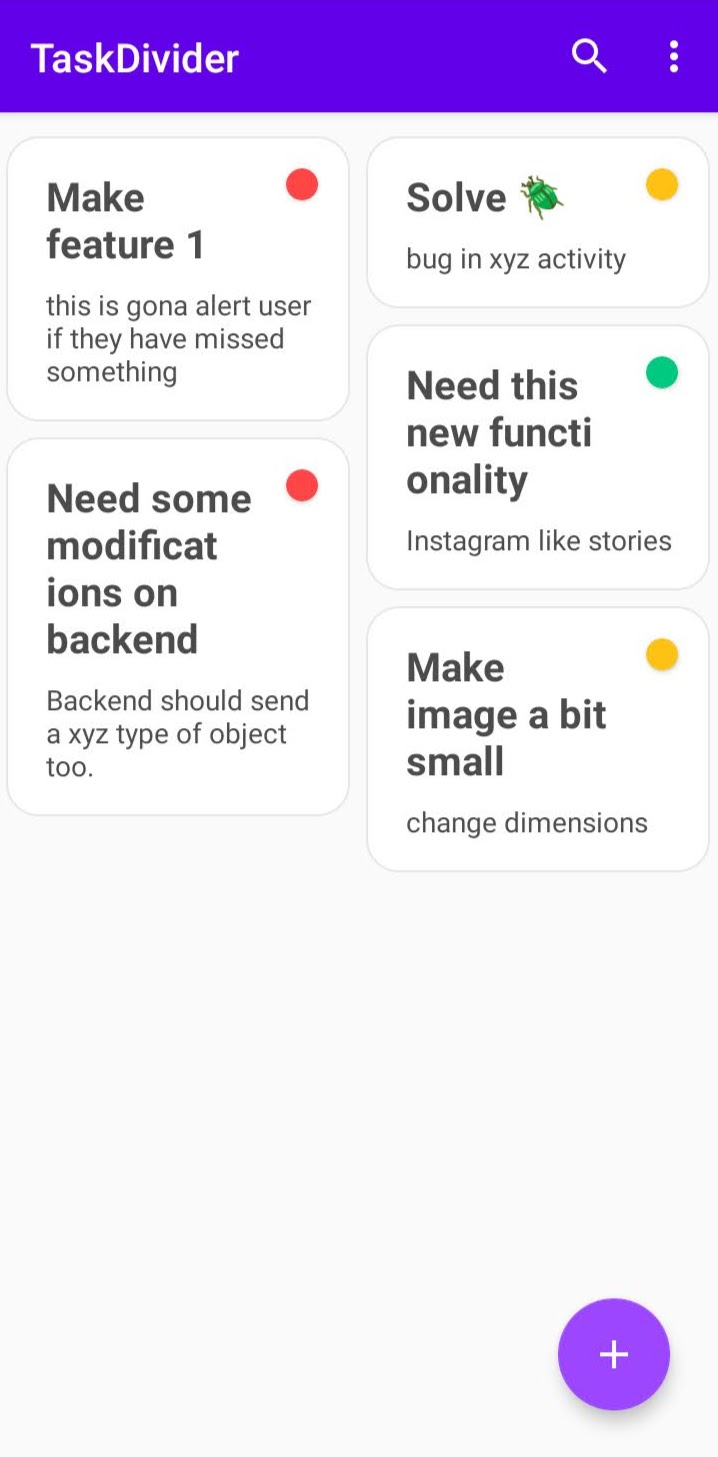 TaskDivider
Make
feature 1
this is gona alert user
if they have missed
something
Need some
modificat
ions on
backend
Backend should send
a xyz type of object
too.
Solve 🪲
bug in xyz activity
Need this
new functi
onality
Instagram like stories
Make
image a bit
small
change dimensions